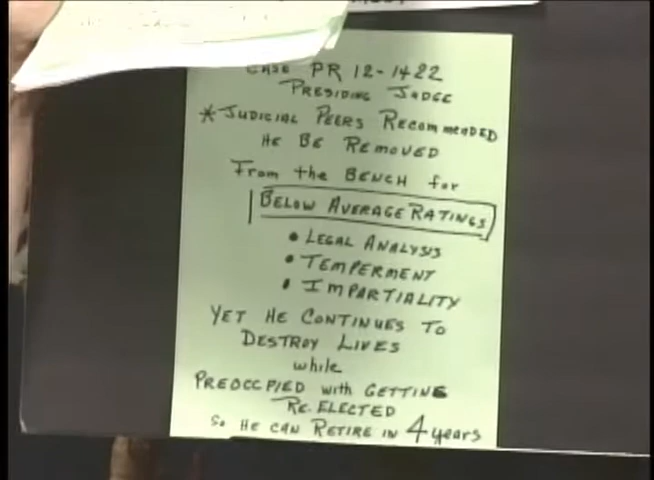 CASE PR 12-1422
PRESIDING JUDGE
*JUDICIAL PEERS RECOMMENDED
HE BE REMOVED
From the BENCH for
BELOW AVERAGE RATINGS
• LEGAL ANALYSIS
• TEMPERMENT
• IMPARTIALITY
YET HE CONTINUES TO
DESTROY LIVES
while
PREOCCPIED with GETTING
RE.ELECTED
So HE CAN RETIRE IN 4 years